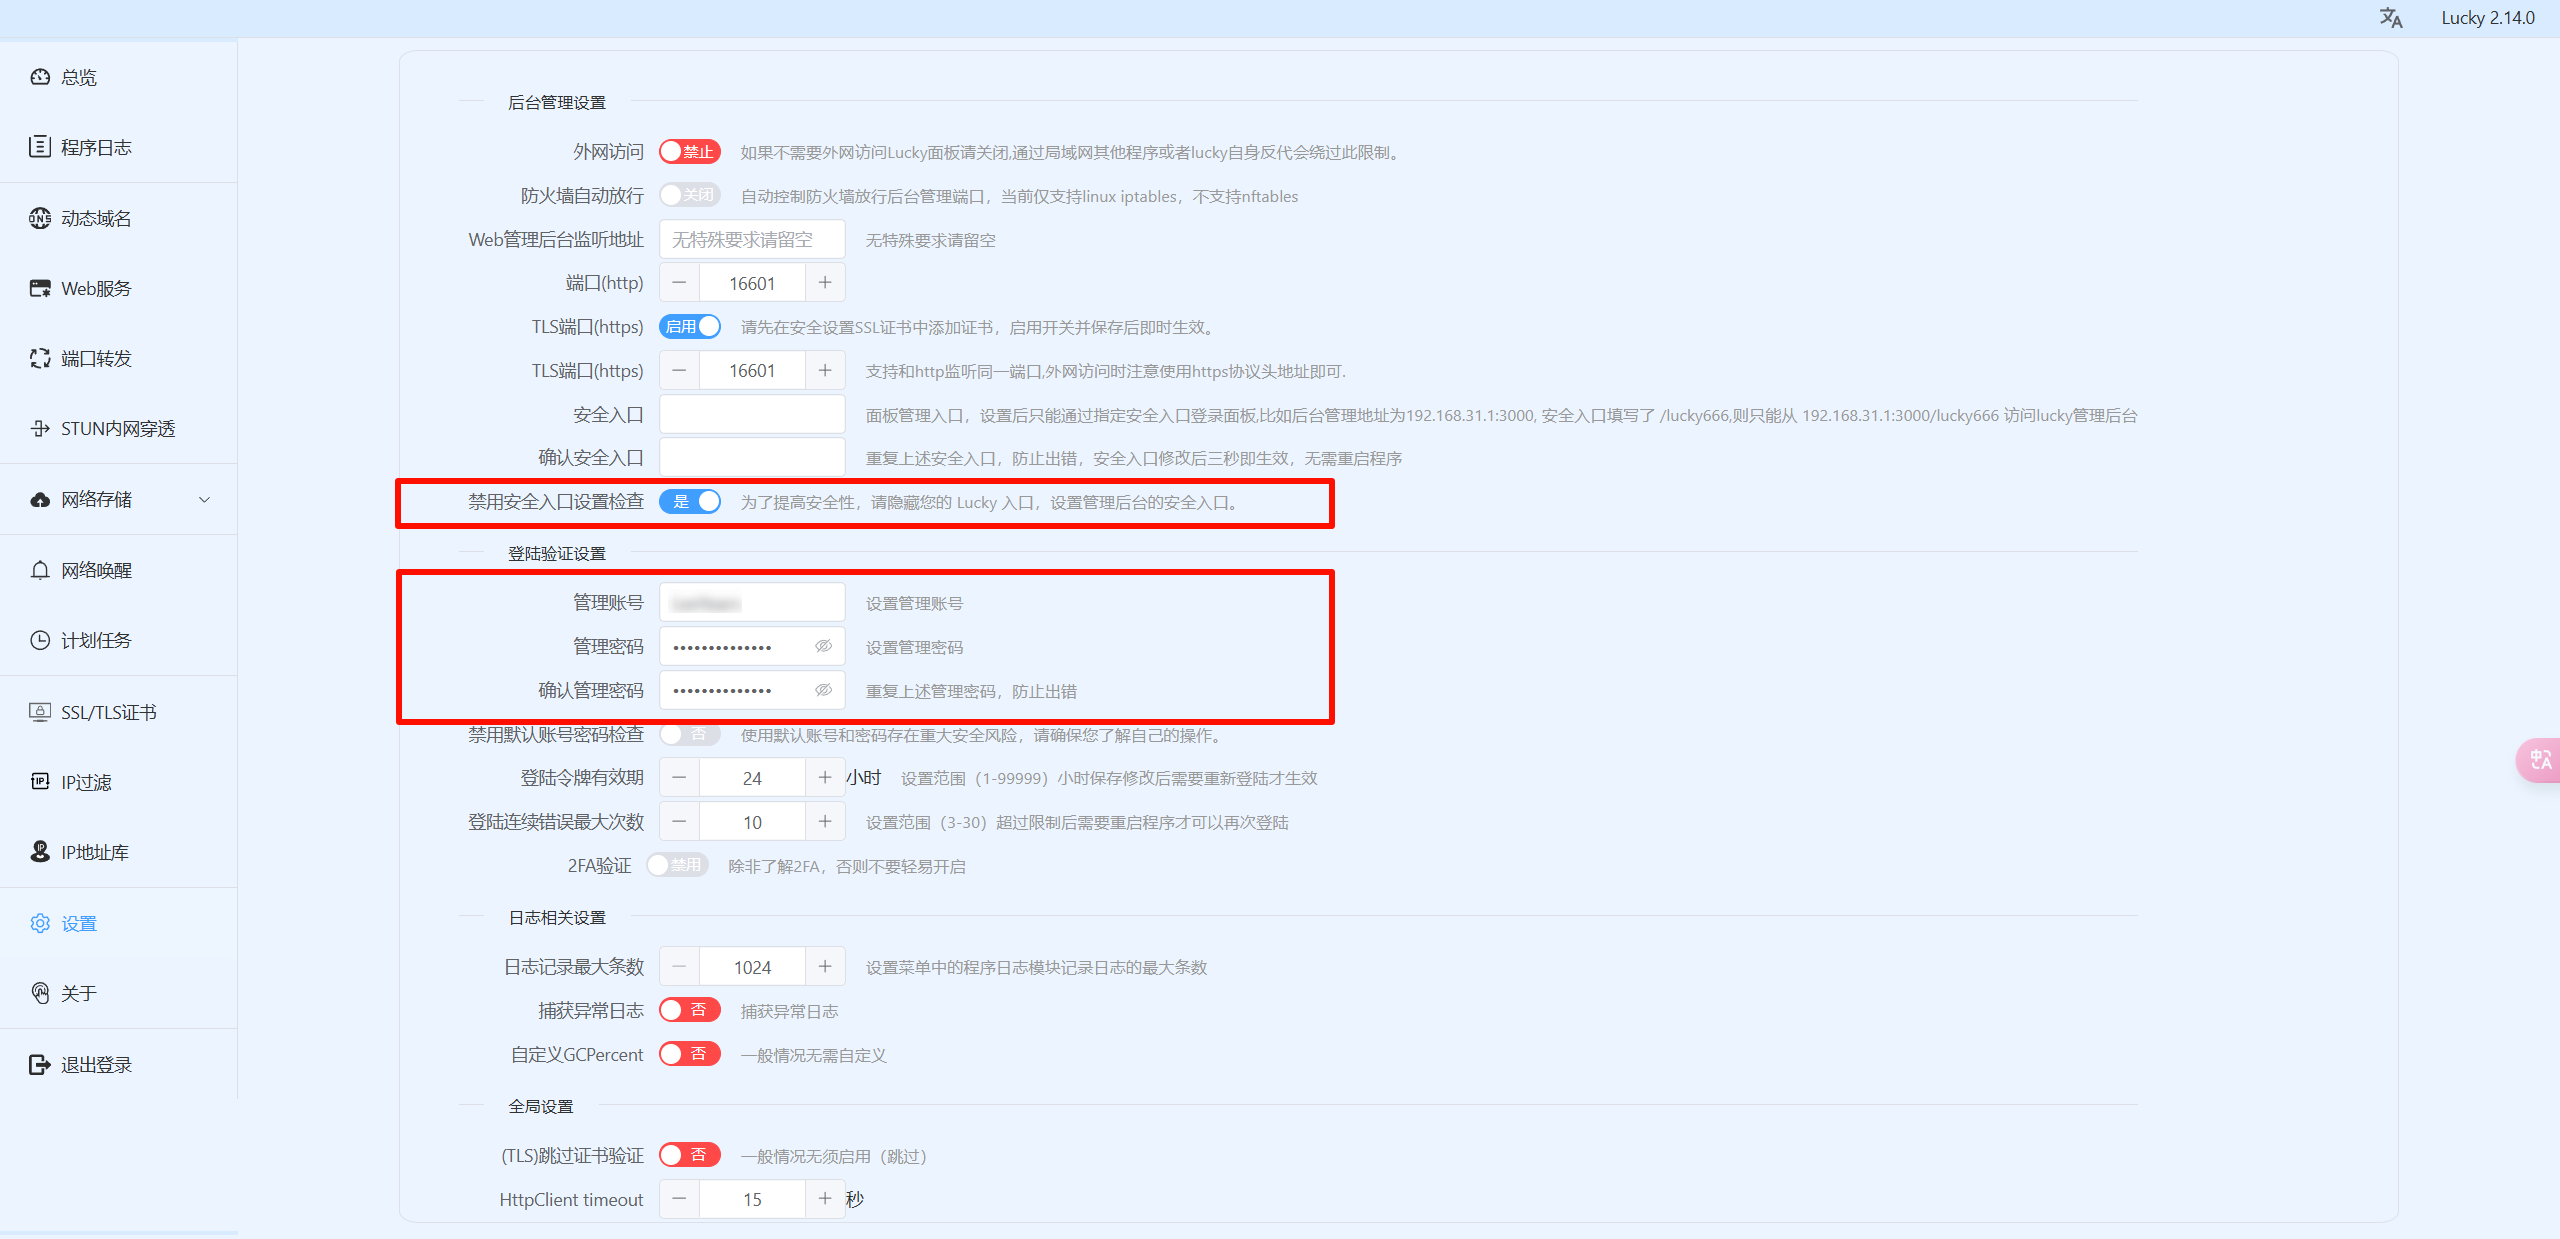 Lucky 2.14.0
总览
程序日志
动态域名
Web服务
端口转发
STUN内网穿透
网络存储
网络唤醒
计划任务
SSL/TLS证书
IP过滤
IP地址库
设置
关于
退出登录
后台管理设置
外网访问 禁止 如果不需要外网访问Lucky面板请关闭,通过局域网其他程序或者lucky自身反代会绕过此限制。
防火墙自动放行 关闭 自动控制防火墙放行后台管理端口，当前仅支持linux iptables，不支持nftables
Web管理后台监听地址 无特殊要求请留空 无特殊要求请留空
端口(http) 16601
TLS端口(https) 启用 请先在安全设置SSL证书中添加证书，启用开关并保存后即时生效。
TLS端口(https) 16601 支持和http监听同一端口,外网访问时注意使用https协议头地址即可.
安全入口 面板管理入口，设置后只能通过指定安全入口登录面板,比如后台管理地址为192.168.31.1:3000, 安全入口填写了 /lucky666,则只能从 192.168.31.1:3000/lucky666 访问lucky管理后台
确认安全入口 重复上述安全入口，防止出错，安全入口修改后三秒即生效，无需重启程序
禁用安全入口设置检查 是 为了提高安全性，请隐藏您的 Lucky 入口，设置管理后台的安全入口。
登陆验证设置
管理账号 设置管理账号
管理密码 •••••••••••••• 设置管理密码
确认管理密码 •••••••••••••• 重复上述管理密码，防止出错
禁用默认账号密码检查 否 使用默认账号和密码存在重大安全风险，请确保您了解自己的操作。
登陆令牌有效期 24 小时 设置范围（1-99999）小时保存修改后需要重新登陆才生效
登陆连续错误最大次数 10 设置范围（3-30）超过限制后需要重启程序才可以再次登陆
2FA验证 禁用 除非了解2FA，否则不要轻易开启
日志相关设置
日志记录最大条数 1024 设置菜单中的程序日志模块记录日志的最大条数
捕获异常日志 否 捕获异常日志
自定义GCPercent 否 一般情况无需自定义
全局设置
(TLS)跳过证书验证 否 一般情况无须启用（跳过）
HttpClient timeout 15 秒